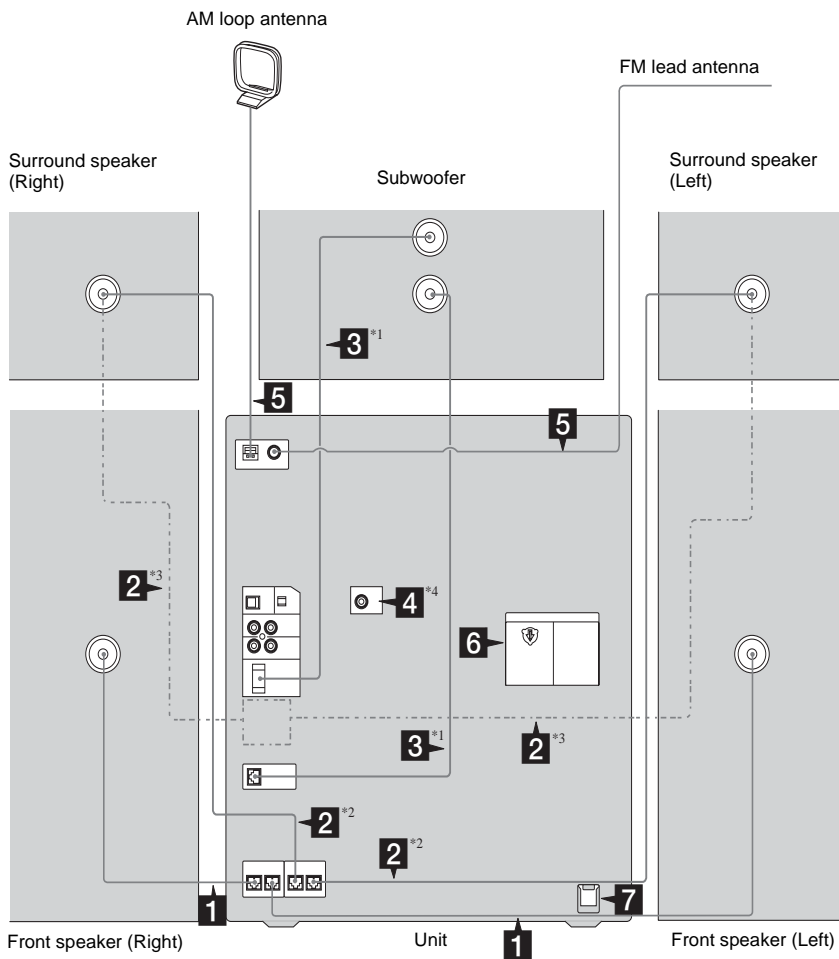 AM loop antenna
FM lead antenna
Surround speaker
(Right)
Subwoofer
Surround speaker
(Left)
3 *1
5
5
2 *3
4 *4
6
3 *1
2 *3
2 *2
2 *2
1
7
1
Front speaker (Right)
Unit
Front speaker (Left)